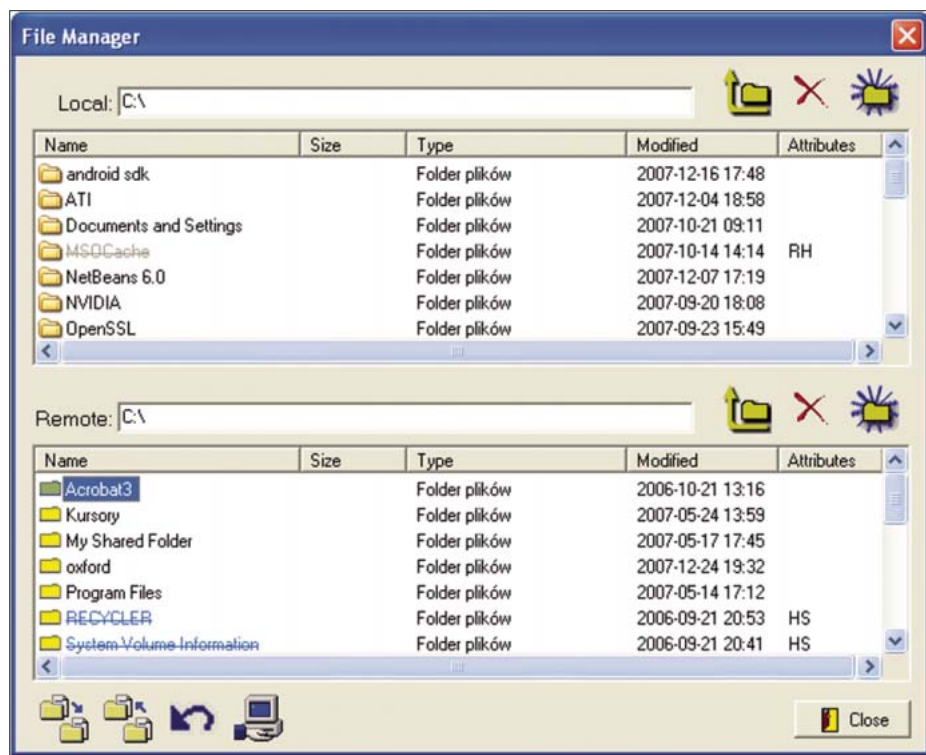 File Manager
Local: C:\
Name Size Type Modified Attributes
android sdk Folder plików 2007-12-16 17:48
ATI Folder plików 2007-12-04 18:58
Documents and Settings Folder plików 2007-10-21 09:11
MSOCache Folder plików 2007-10-14 14:14 RH
NetBeans 6.0 Folder plików 2007-12-07 17:19
NVIDIA Folder plików 2007-09-20 18:08
OpenSSL Folder plików 2007-09-23 15:49
Remote: C:\
Name Size Type Modified Attributes
Acrobat3 Folder plików 2006-10-21 13:16
Kursory Folder plików 2007-05-24 13:59
My Shared Folder Folder plików 2007-05-17 17:45
oxford Folder plików 2007-12-24 19:32
Program Files Folder plików 2007-05-14 17:12
RECYCLER Folder plików 2006-09-21 20:53 HS
System Volume Information Folder plików 2006-09-21 20:41 HS
Close